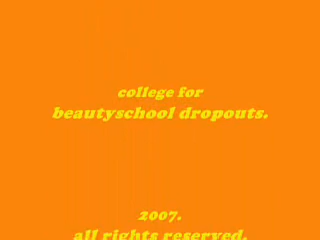 college for
beautyschool dropouts.
2007.
all rights reserved.